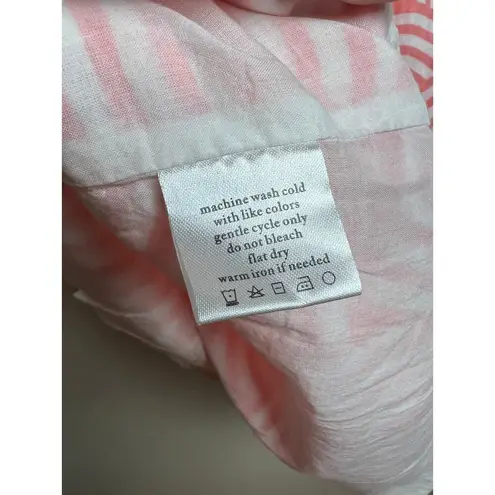 machine wash cold
with like colors
gentle cycle only
do not bleach
flat dry
warm iron if needed